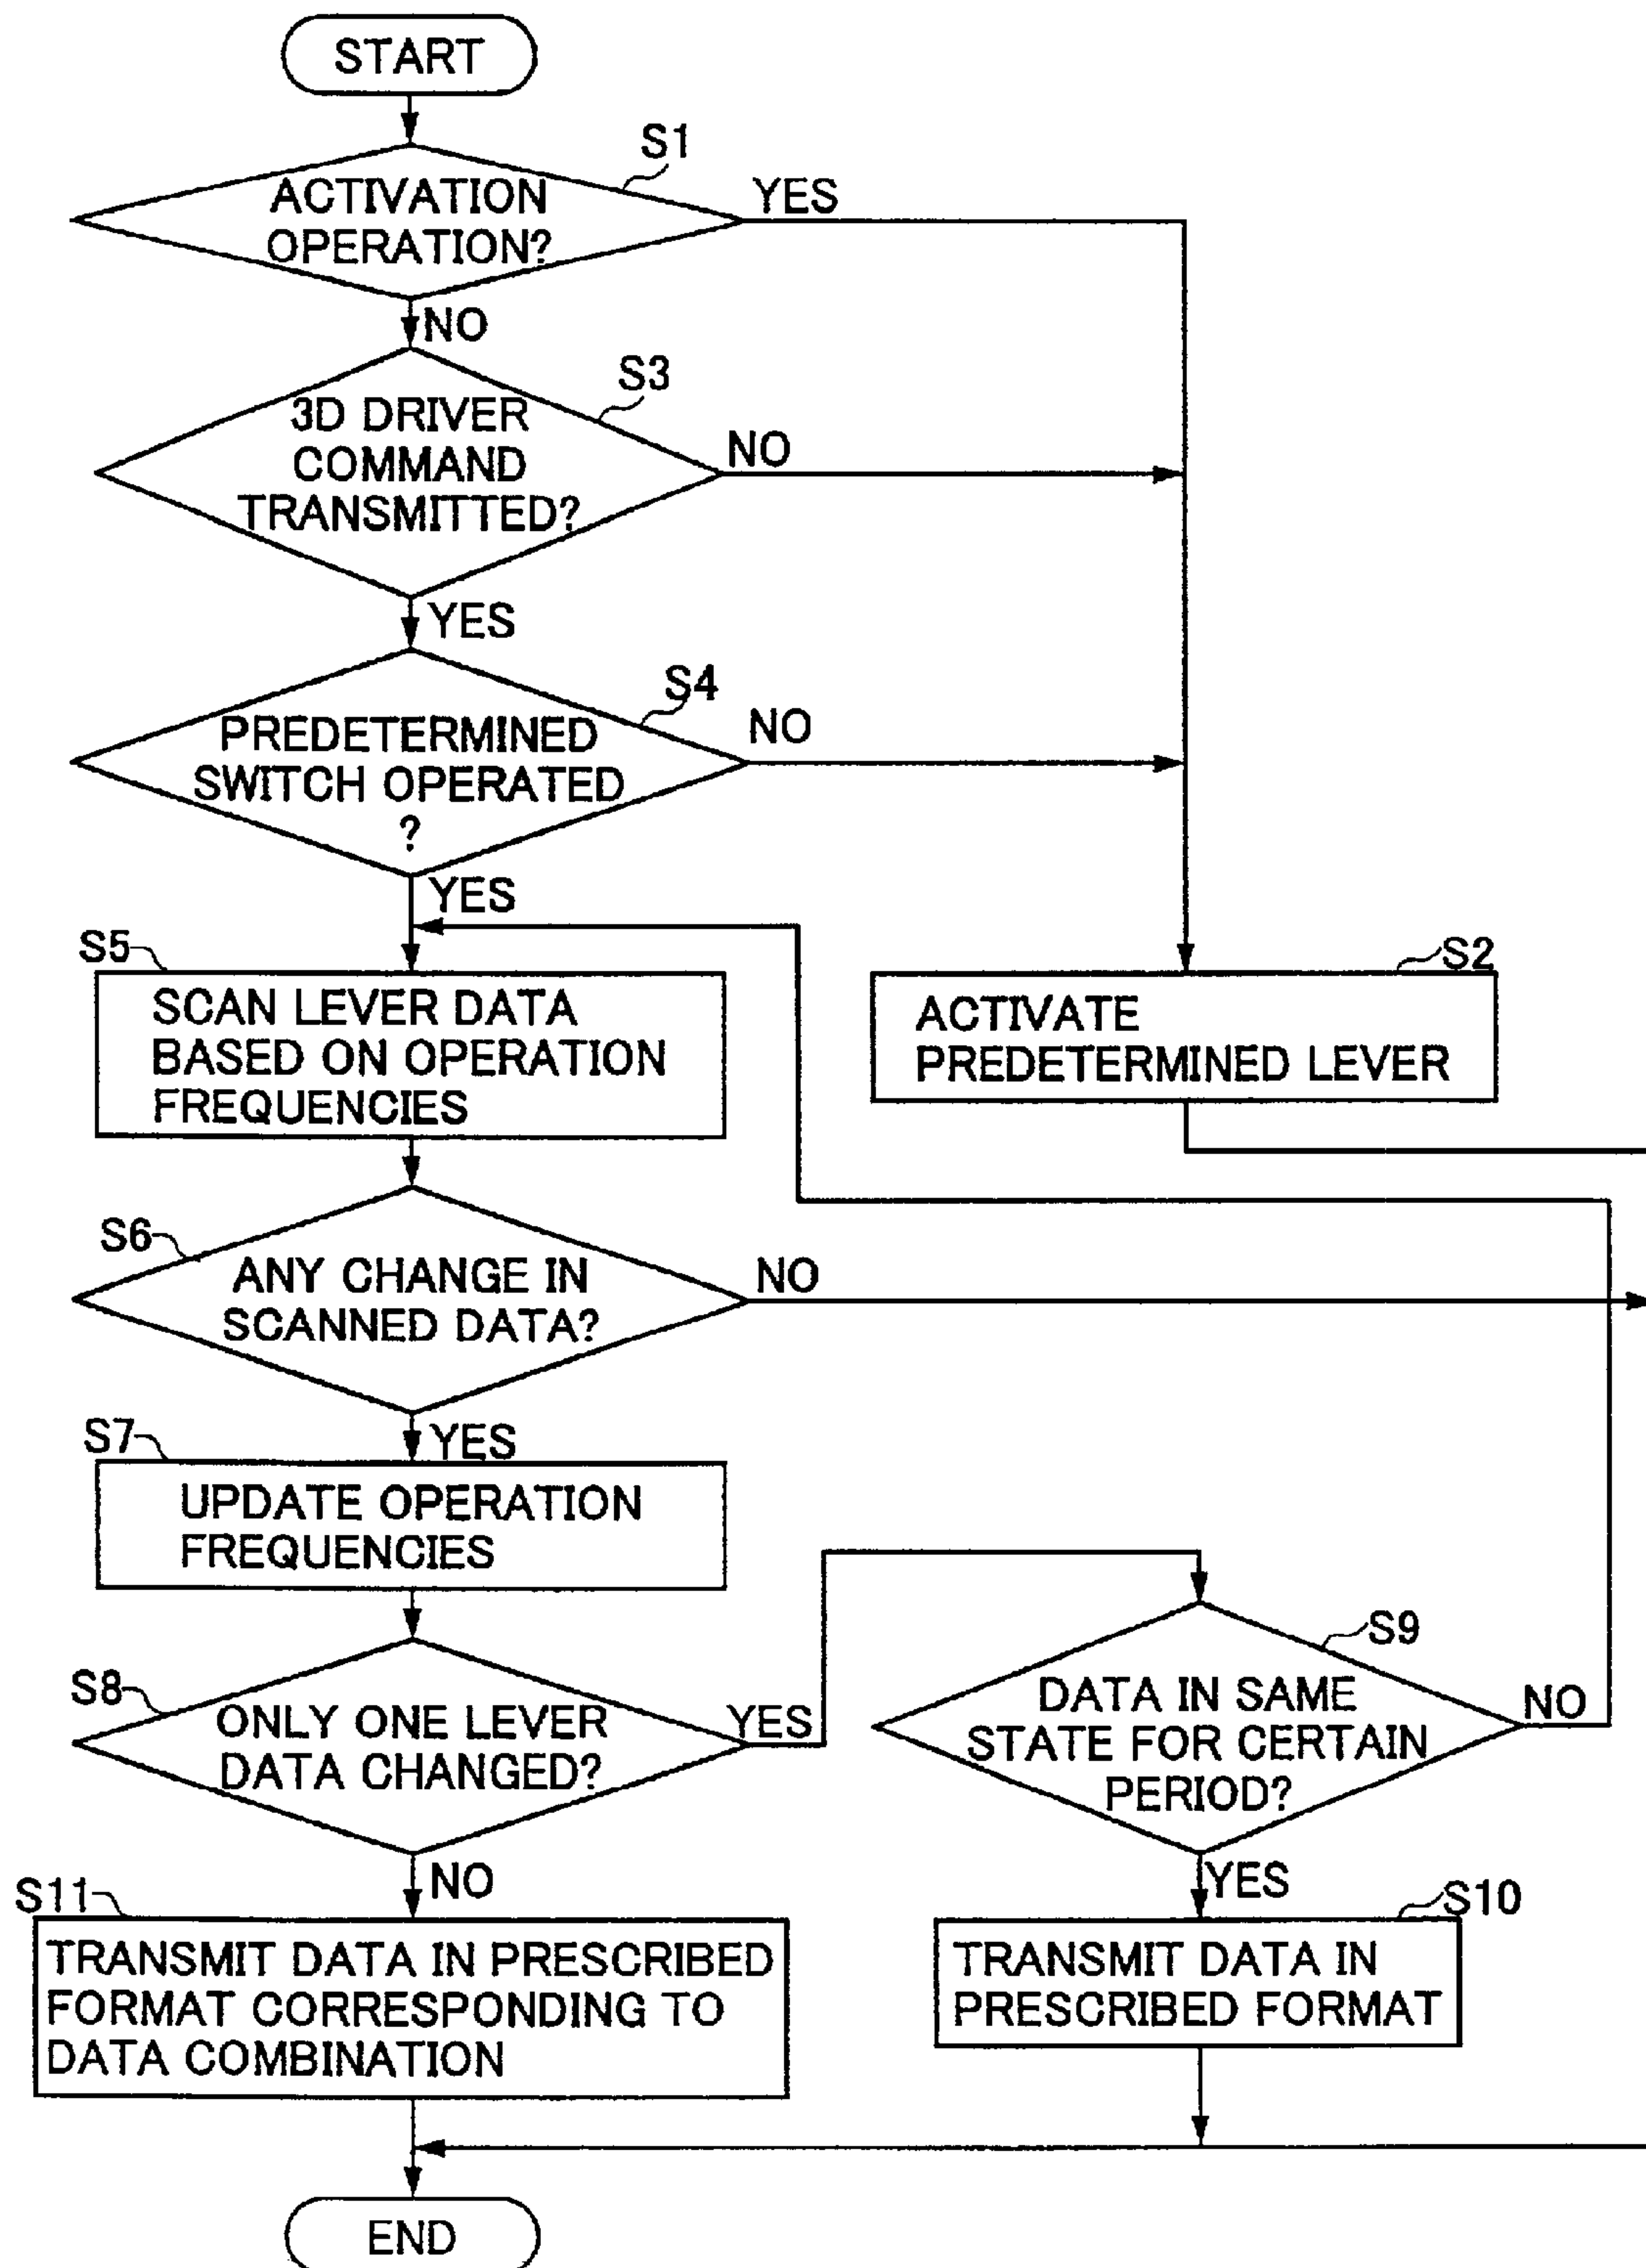 START
S1
ACTIVATION
OPERATION?
YES
NO
S3
3D DRIVER
COMMAND
TRANSMITTED?
NO
YES
S4
PREDETERMINED
SWITCH OPERATED
?
NO
YES
S5
SCAN LEVER DATA
BASED ON OPERATION
FREQUENCIES
S2
ACTIVATE
PREDETERMINED LEVER
S6
ANY CHANGE IN
SCANNED DATA?
NO
YES
S7
UPDATE OPERATION
FREQUENCIES
S8
ONLY ONE LEVER
DATA CHANGED?
YES
S9
DATA IN SAME
STATE FOR CERTAIN
PERIOD?
NO
NO
YES
S11
TRANSMIT DATA IN PRESCRIBED
FORMAT CORRESPONDING TO
DATA COMBINATION
S10
TRANSMIT DATA IN
PRESCRIBED FORMAT
END